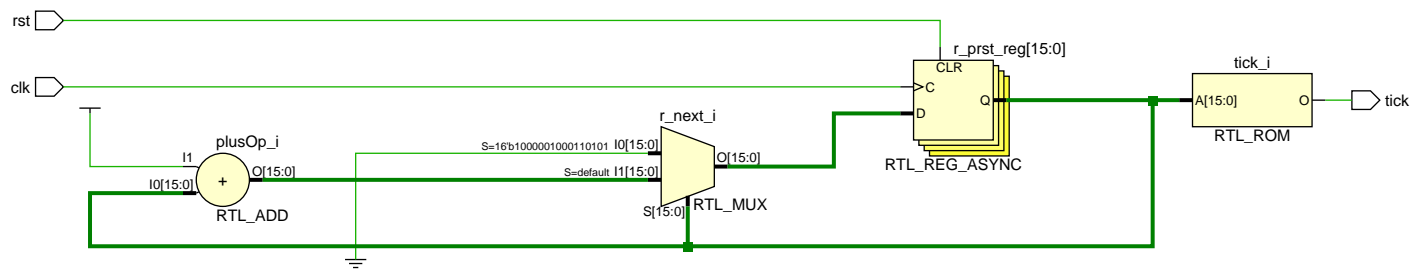 rst
clk
plusOp_i
I1
I0[15:0]
+
O[15:0]
RTL_ADD
r_next_i
S=16'b1000001000110101 I0[15:0]
S=default I1[15:0]
S[15:0]
O[15:0]
RTL_MUX
r_prst_reg[15:0]
CLR
C
D
Q
RTL_REG_ASYNC
tick_i
A[15:0]
O
RTL_ROM
tick